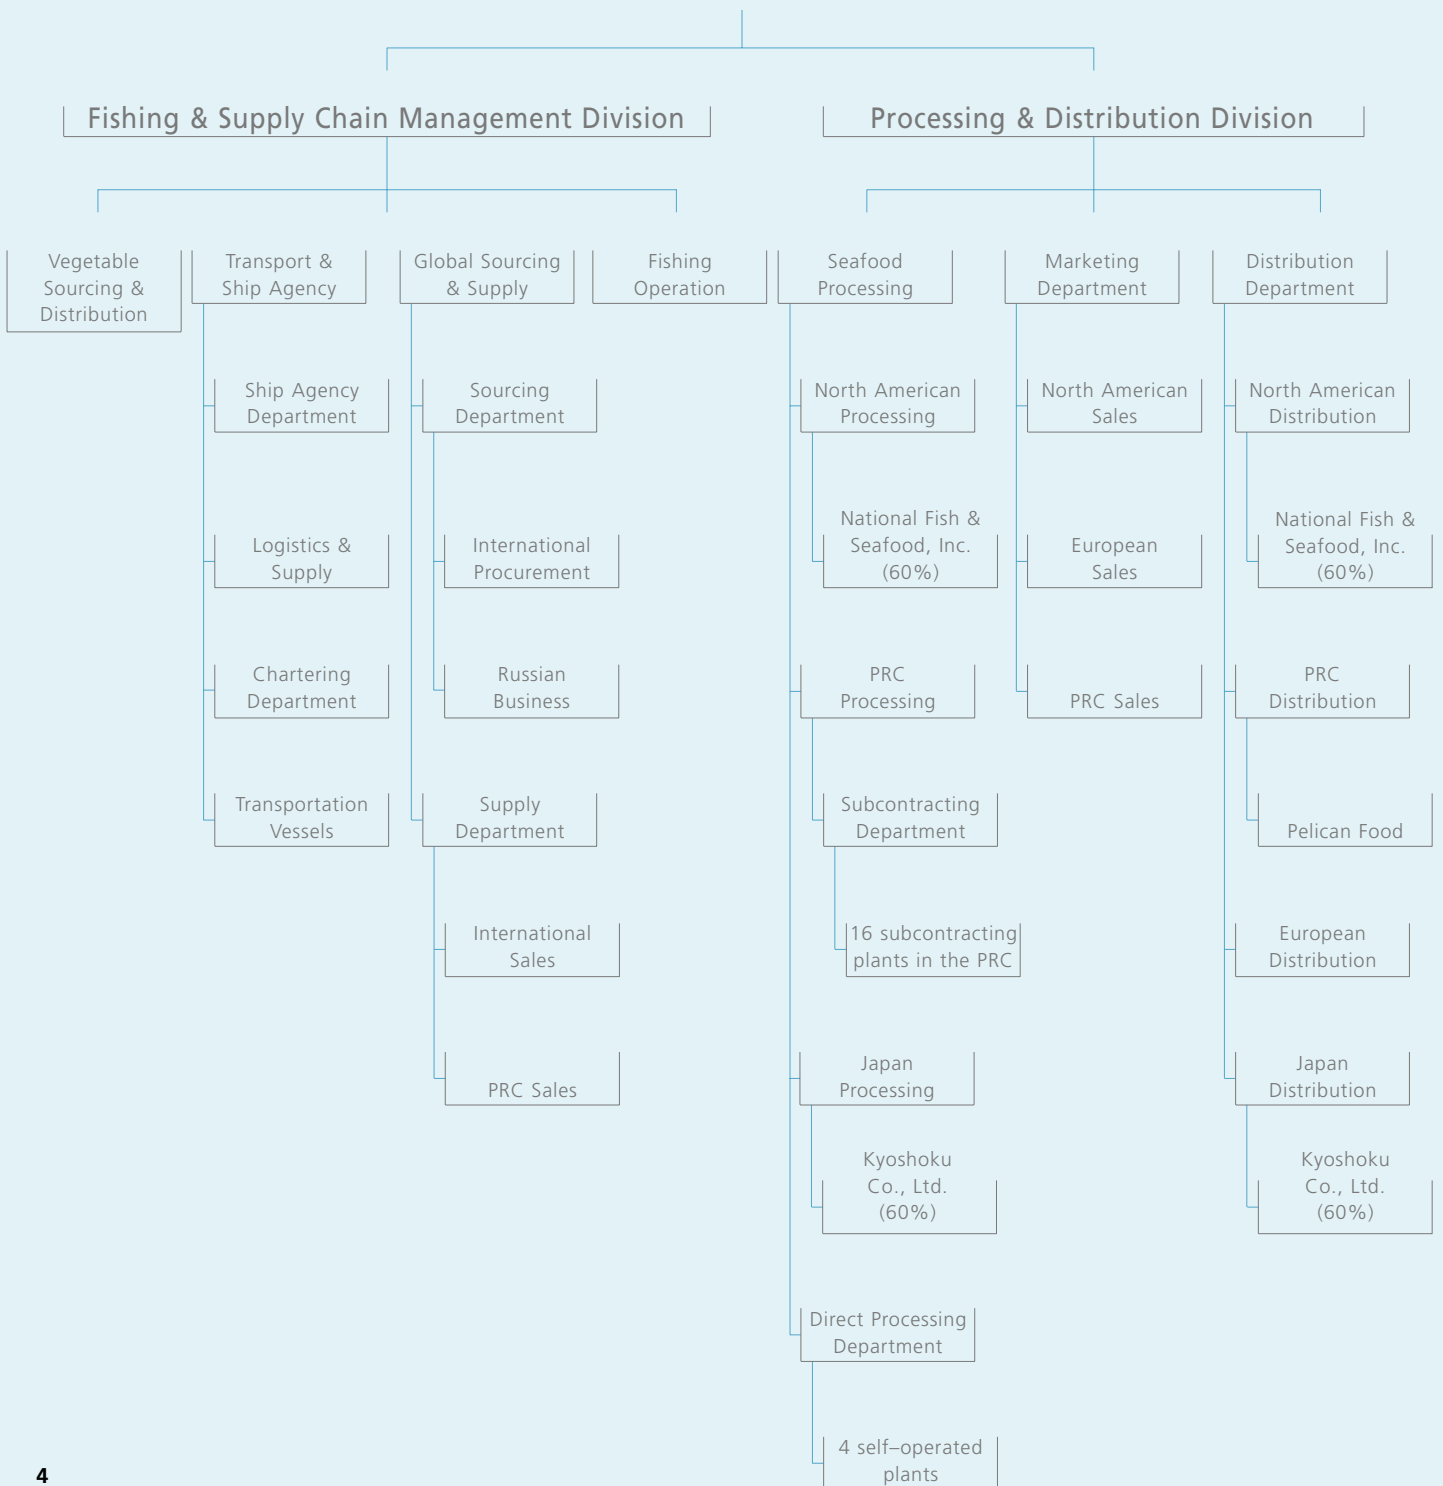 Fishing & Supply Chain Management Division
Processing & Distribution Division
Vegetable
Sourcing &
Distribution
Transport &
Ship Agency
Global Sourcing
& Supply
Fishing
Operation
Seafood
Processing
Marketing
Department
Distribution
Department
Ship Agency
Department
Logistics &
Supply
Chartering
Department
Transportation
Vessels
Sourcing
Department
International
Procurement
Russian
Business
Supply
Department
International
Sales
PRC Sales
North American
Processing
National Fish &
Seafood, Inc.
(60%)
PRC
Processing
Subcontracting
Department
16 subcontracting
plants in the PRC
Japan
Processing
Kyoshoku
Co., Ltd.
(60%)
Direct Processing
Department
4 self–operated
plants
North American
Sales
European
Sales
PRC Sales
North American
Distribution
National Fish &
Seafood, Inc.
(60%)
PRC
Distribution
Pelican Food
European
Distribution
Japan
Distribution
Kyoshoku
Co., Ltd.
(60%)
4